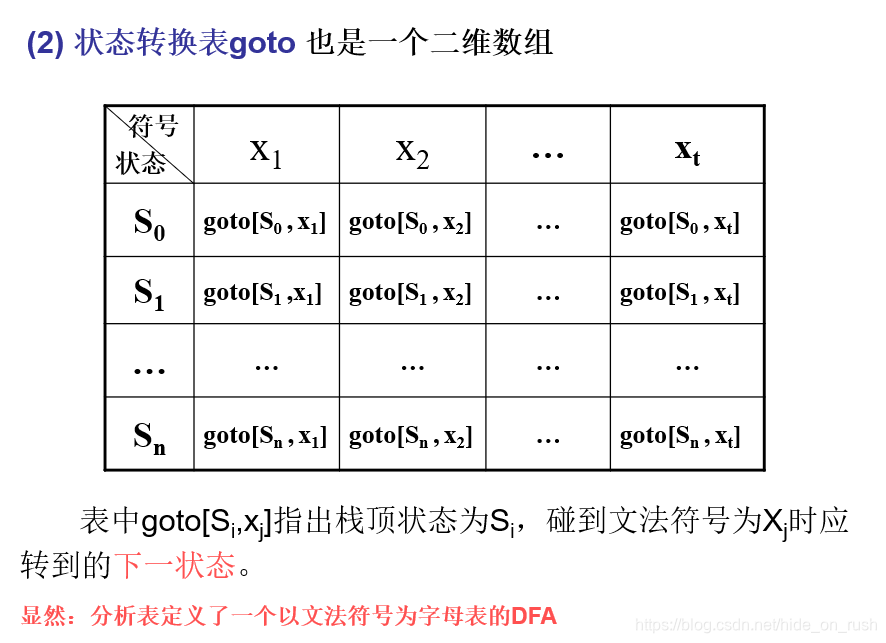 (2) 状态转换表goto 也是一个二维数组
符号
状态
x1 x2 … xt
S0 goto[S0 , x1] goto[S0 , x2] … goto[S0 , xt]
S1 goto[S1 ,x1] goto[S1 , x2] … goto[S1 , xt]
… … … … …
Sn goto[Sn , x1] goto[Sn , x2] … goto[Sn , xt]
表中goto[Si,xj]指出栈顶状态为Si，碰到文法符号为Xj时应
转到的下一状态。
显然：分析表定义了一个以文法符号为字母表的DFA
https://blog.csdn.net/hide_on_rush